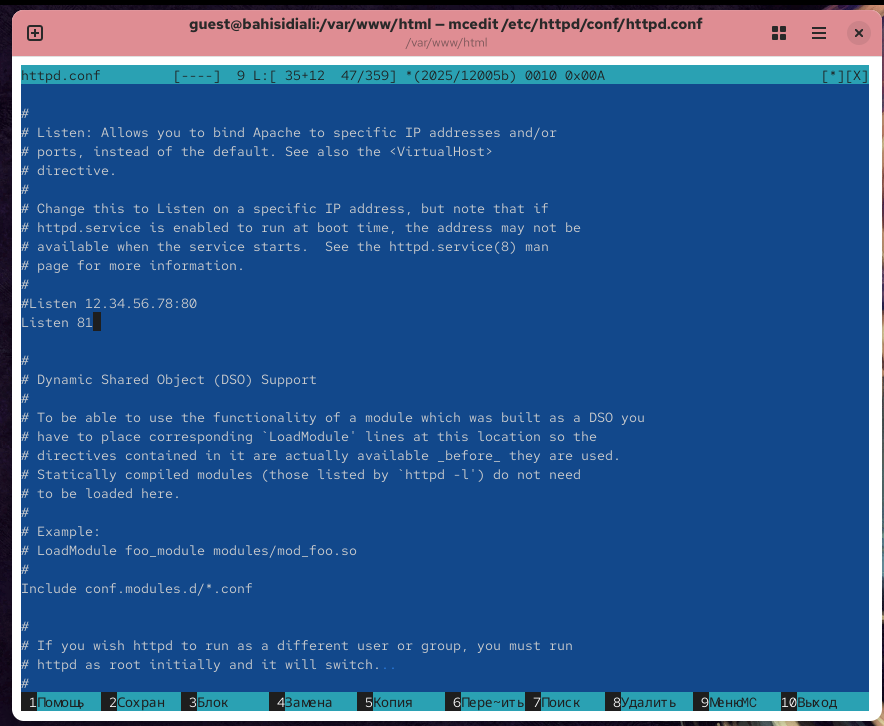 guest@bahisidiali:/var/www/html — mcedit /etc/httpd/conf/httpd.conf
/var/www/html
httpd.conf [----] 9 L:[ 35+12 47/359] *(2025/12005b) 0010 0x00A [*][X]
#
# Listen: Allows you to bind Apache to specific IP addresses and/or
# ports, instead of the default. See also the <VirtualHost>
# directive.
#
# Change this to Listen on a specific IP address, but note that if
# httpd.service is enabled to run at boot time, the address may not be
# available when the service starts.  See the httpd.service(8) man
# page for more information.
#
#Listen 12.34.56.78:80
Listen 81
#
# Dynamic Shared Object (DSO) Support
#
# To be able to use the functionality of a module which was built as a DSO you
# have to place corresponding `LoadModule' lines at this location so the
# directives contained in it are actually available _before_ they are used.
# Statically compiled modules (those listed by `httpd -l') do not need
# to be loaded here.
#
# Example:
# LoadModule foo_module modules/mod_foo.so
#
Include conf.modules.d/*.conf
#
# If you wish httpd to run as a different user or group, you must run
# httpd as root initially and it will switch...
#
1Помощь 2Сохран 3Блок 4Замена 5Копия 6Пере~ить 7Поиск 8Удалить 9МенюMC 10Выход